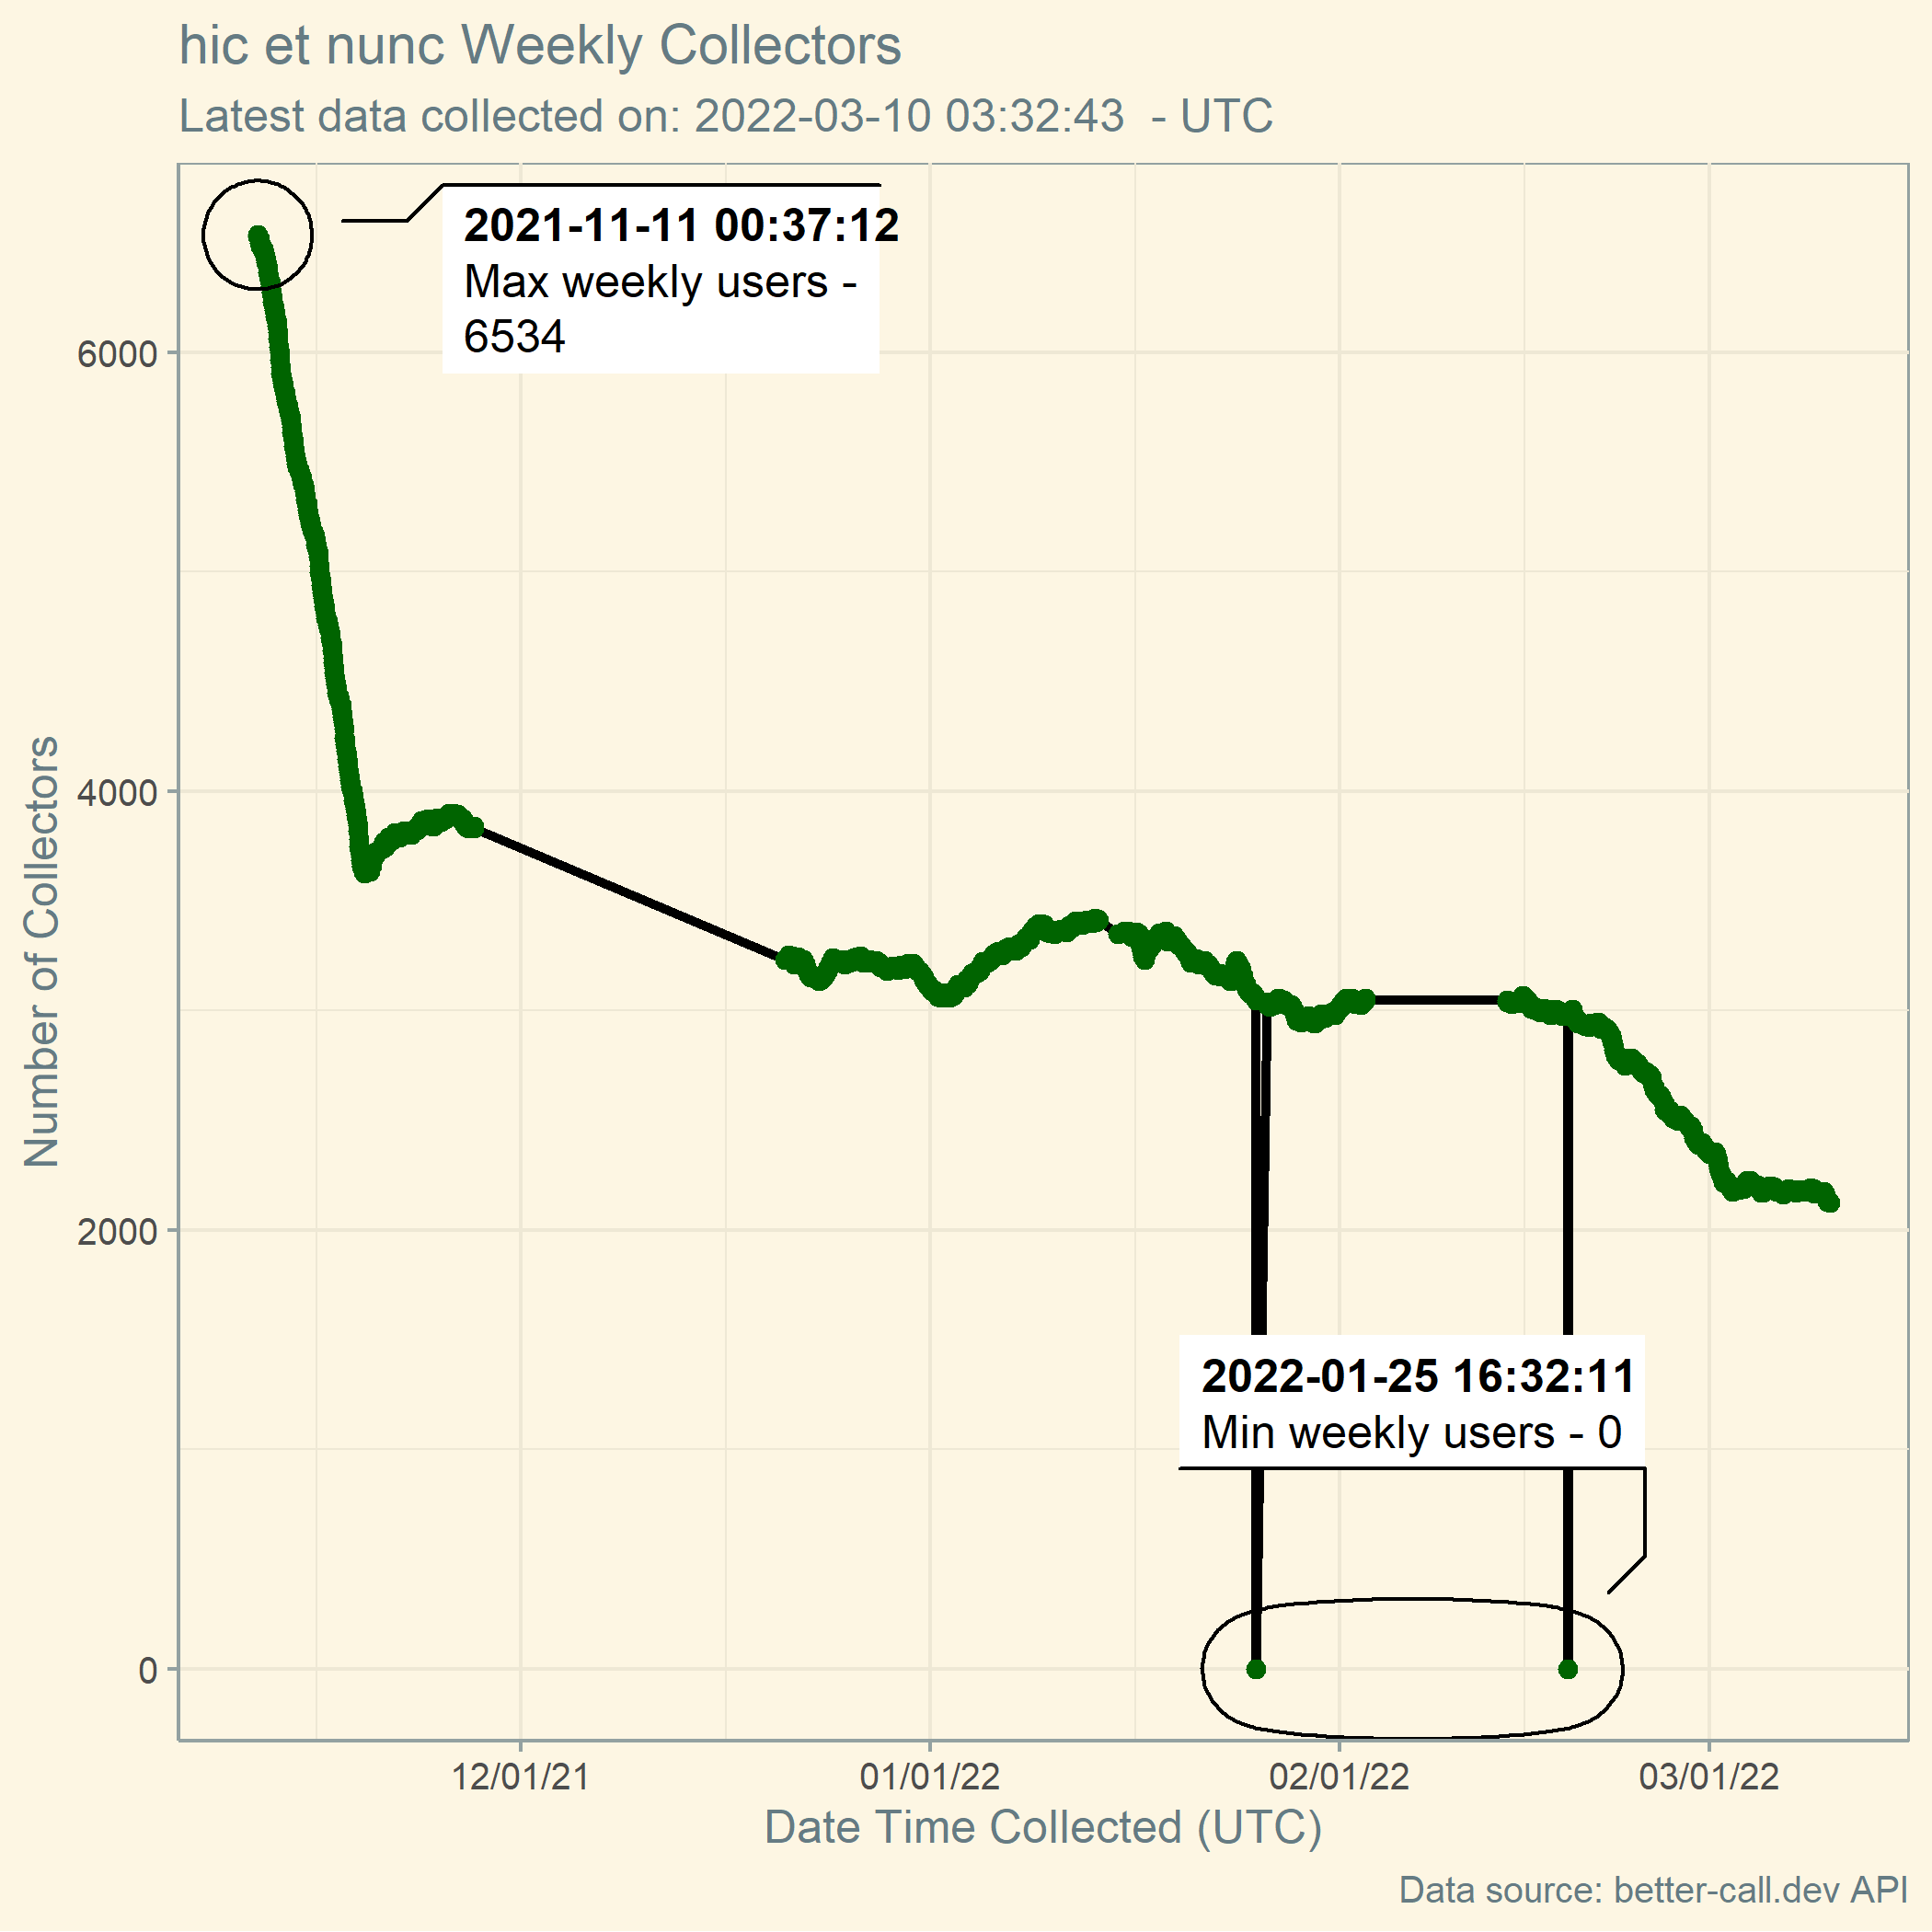 hic et nunc Weekly Collectors
Latest data collected on: 2022-03-10 03:32:43  - UTC
2021-11-11 00:37:12
Max weekly users -
6534
6000
4000
2000
0
Number of Collectors
2022-01-25 16:32:11
Min weekly users - 0
12/01/21
01/01/22
02/01/22
03/01/22
Date Time Collected (UTC)
Data source: better-call.dev API